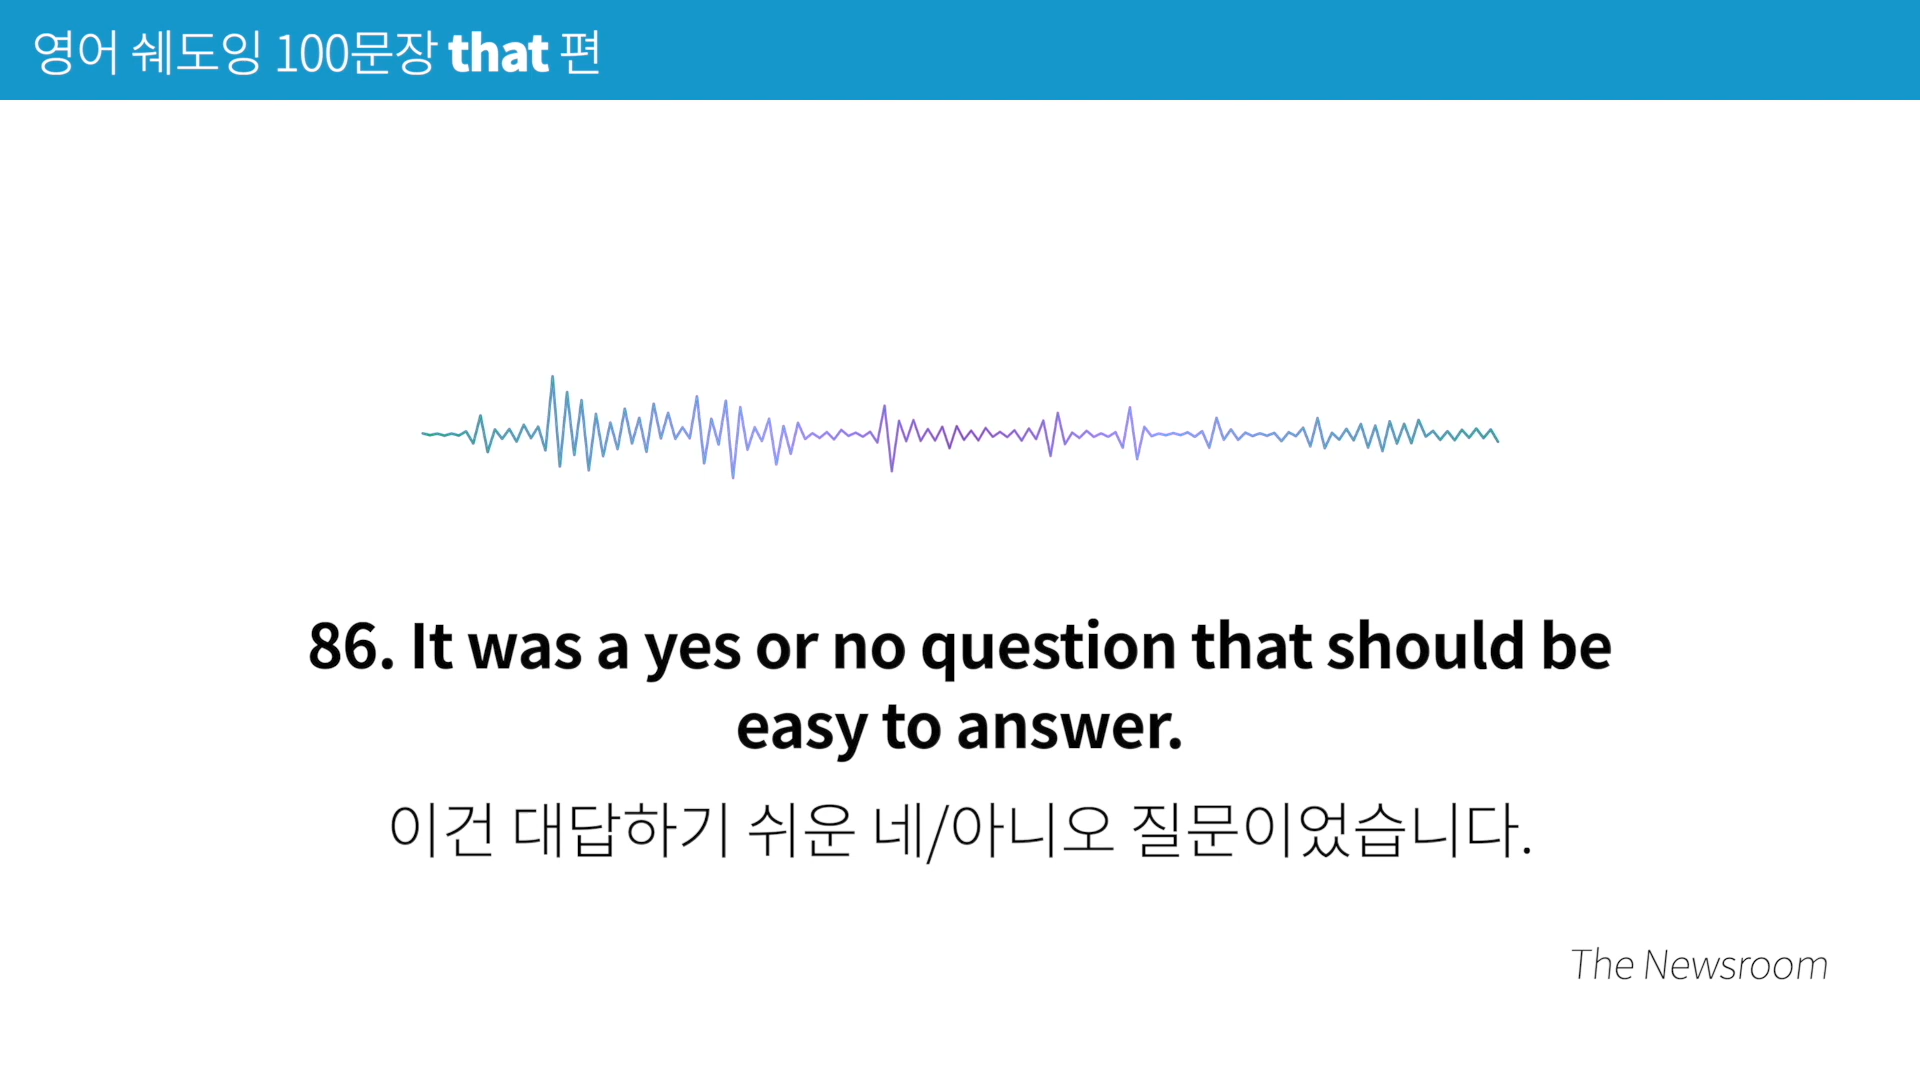 영어 쉐도잉 100문장 that 편
86. It was a yes or no question that should be
easy to answer.
이건 대답하기 쉬운 네/아니오 질문이었습니다.
The Newsroom